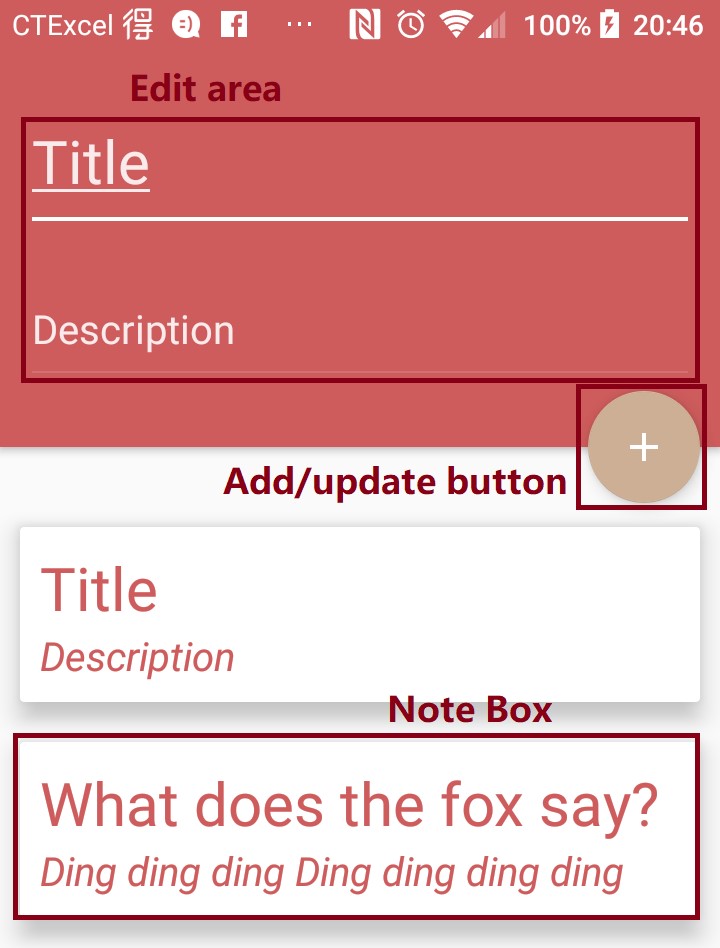 CTExcel 得 ... 100% 20:46
Edit area
Title
Description
Add/update button
Title
Description
Note Box
What does the fox say?
Ding ding ding Ding ding ding ding